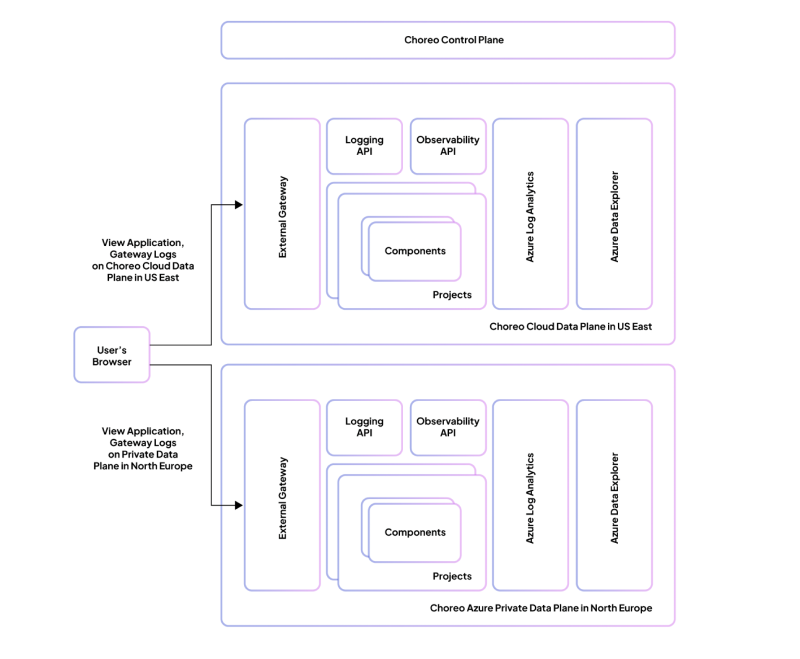 Choreo Control Plane
External Gateway
Logging
API
Observability
API
Components
Projects
Azure Log Analytics
Azure Data Explorer
Choreo Cloud Data Plane in US East
View Application,
Gateway Logs
on Choreo Cloud Data
Plane in US East
User's
Browser
View Application,
Gateway Logs
on Private Data
Plane in North Europe
External Gateway
Logging
API
Observability
API
Components
Projects
Azure Log Analytics
Azure Data Explorer
Choreo Azure Private Data Plane in North Europe